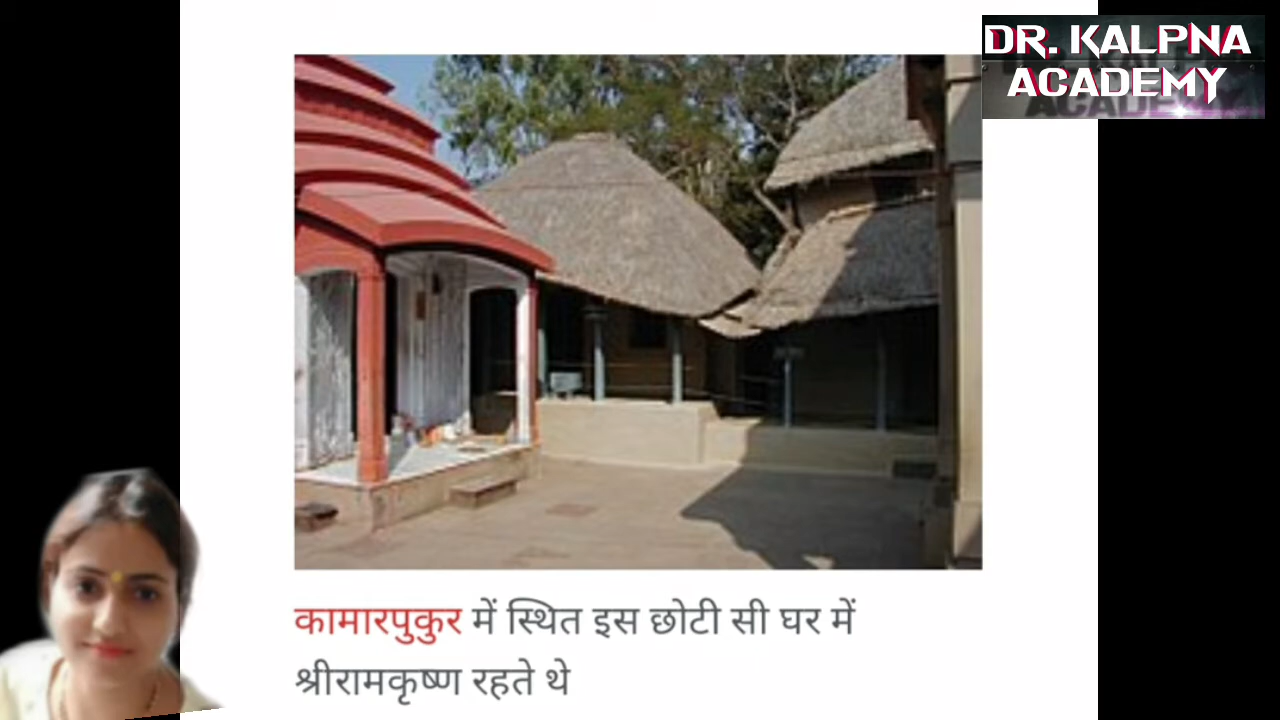 DR. KALPNA
ACADEMY
कामारपुकुर में स्थित इस छोटी सी घर में
श्रीरामकृष्ण रहते थे